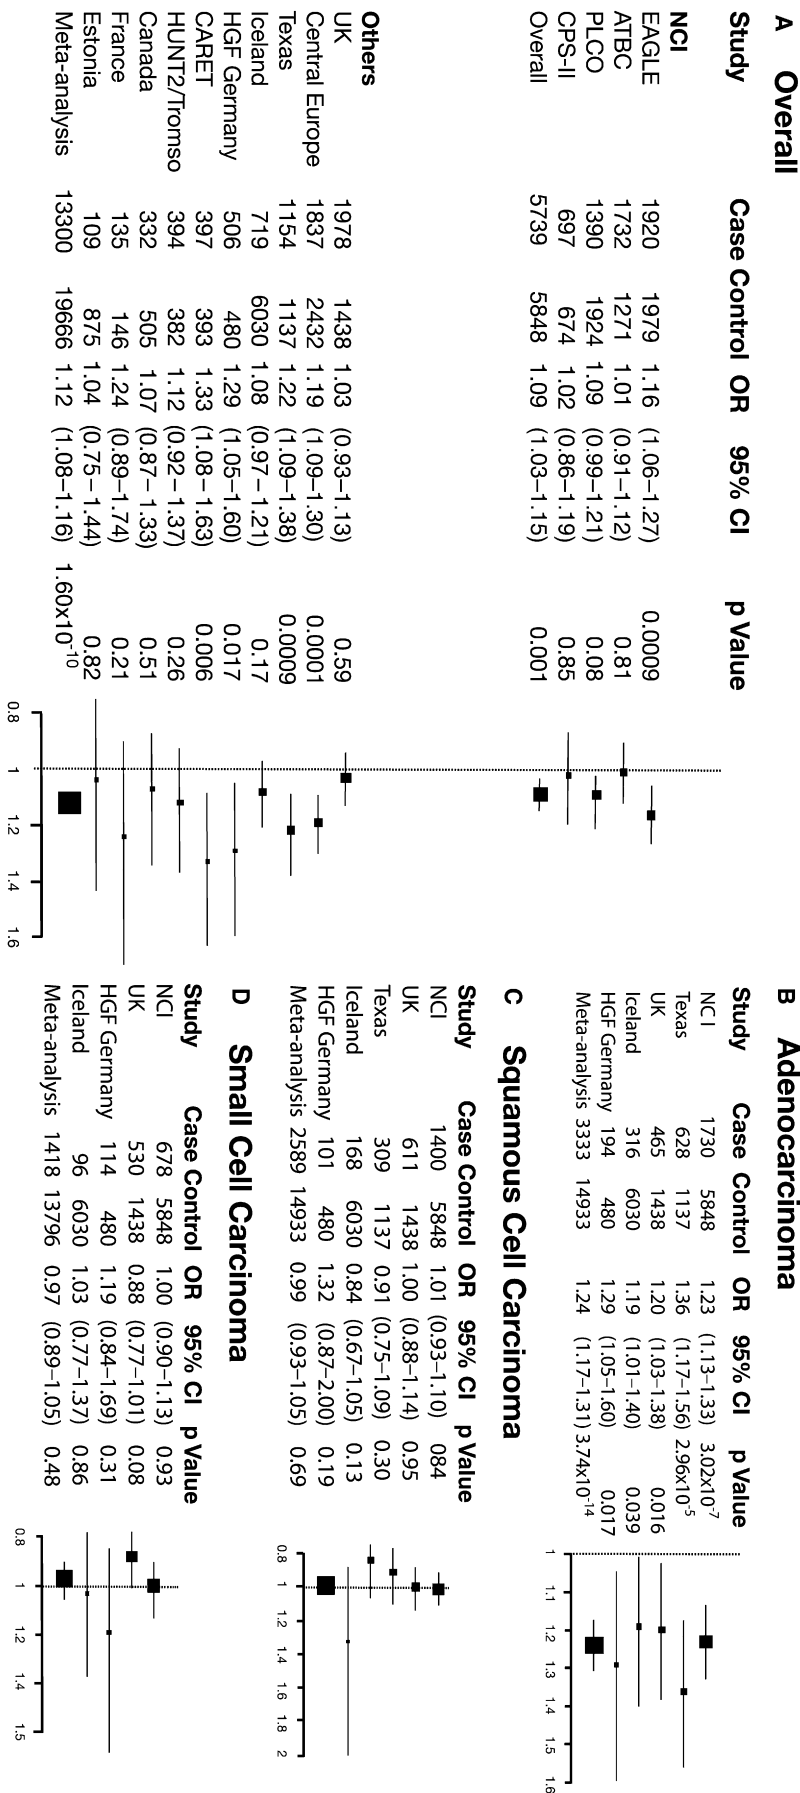 A Overall
Study Case Control OR 95% CI p Value
NCI
EAGLE 1920 1979 1.16 (1.06–1.27) 0.0009
ATBC 1732 1271 1.01 (0.91–1.12) 0.81
PLCO 1390 1924 1.09 (0.99–1.21) 0.08
CPS-II 697 674 1.02 (0.86–1.19) 0.85
Overall 5739 5848 1.09 (1.03–1.15) 0.001
Others
UK 1978 1438 1.03 (0.93–1.13) 0.59
Central Europe 1837 2432 1.19 (1.09–1.30) 0.0001
Texas 1154 1137 1.22 (1.09–1.38) 0.0009
Iceland 719 6030 1.08 (0.97–1.21) 0.17
HGF Germany 506 480 1.29 (1.05–1.60) 0.017
CARET 397 393 1.33 (1.08–1.63) 0.006
HUNT2/Tromso 394 382 1.12 (0.92–1.37) 0.26
Canada 332 505 1.07 (0.87–1.33) 0.51
France 135 146 1.24 (0.89–1.74) 0.21
Estonia 109 875 1.04 (0.75–1.44) 0.82
Meta-analysis 13300 19666 1.12 (1.08–1.16) 1.60x10-10
0.8 1 1.2 1.4 1.6
B Adenocarcinoma
Study Case Control OR 95% CI p Value
NC I 1730 5848 1.23 (1.13–1.33) 3.02x10-7
Texas 628 1137 1.36 (1.17–1.56) 2.96x10-5
UK 465 1438 1.20 (1.03–1.38) 0.016
Iceland 316 6030 1.19 (1.01–1.40) 0.039
HGF Germany 194 480 1.29 (1.05–1.60) 0.017
Meta-analysis 3333 14933 1.24 (1.17–1.31) 3.74x10-14
1 1.1 1.2 1.3 1.4 1.5 1.6
C Squamous Cell Carcinoma
Study Case Control OR 95% CI p Value
NCI 1400 5848 1.01 (0.93–1.10) 084
UK 611 1438 1.00 (0.88–1.14) 0.95
Texas 309 1137 0.91 (0.75–1.09) 0.30
Iceland 168 6030 0.84 (0.67–1.05) 0.13
HGF Germany 101 480 1.32 (0.87–2.00) 0.19
Meta-analysis 2589 14933 0.99 (0.93–1.05) 0.69
0.8 1 1.2 1.4 1.6 1.8 2
D Small Cell Carcinoma
Study Case Control OR 95% CI p Value
NCI 678 5848 1.00 (0.90–1.13) 0.93
UK 530 1438 0.88 (0.77–1.01) 0.08
HGF Germany 114 480 1.19 (0.84–1.69) 0.31
Iceland 96 6030 1.03 (0.77–1.37) 0.86
Meta-analysis 1418 13796 0.97 (0.89–1.05) 0.48
0.8 1 1.2 1.4 1.5